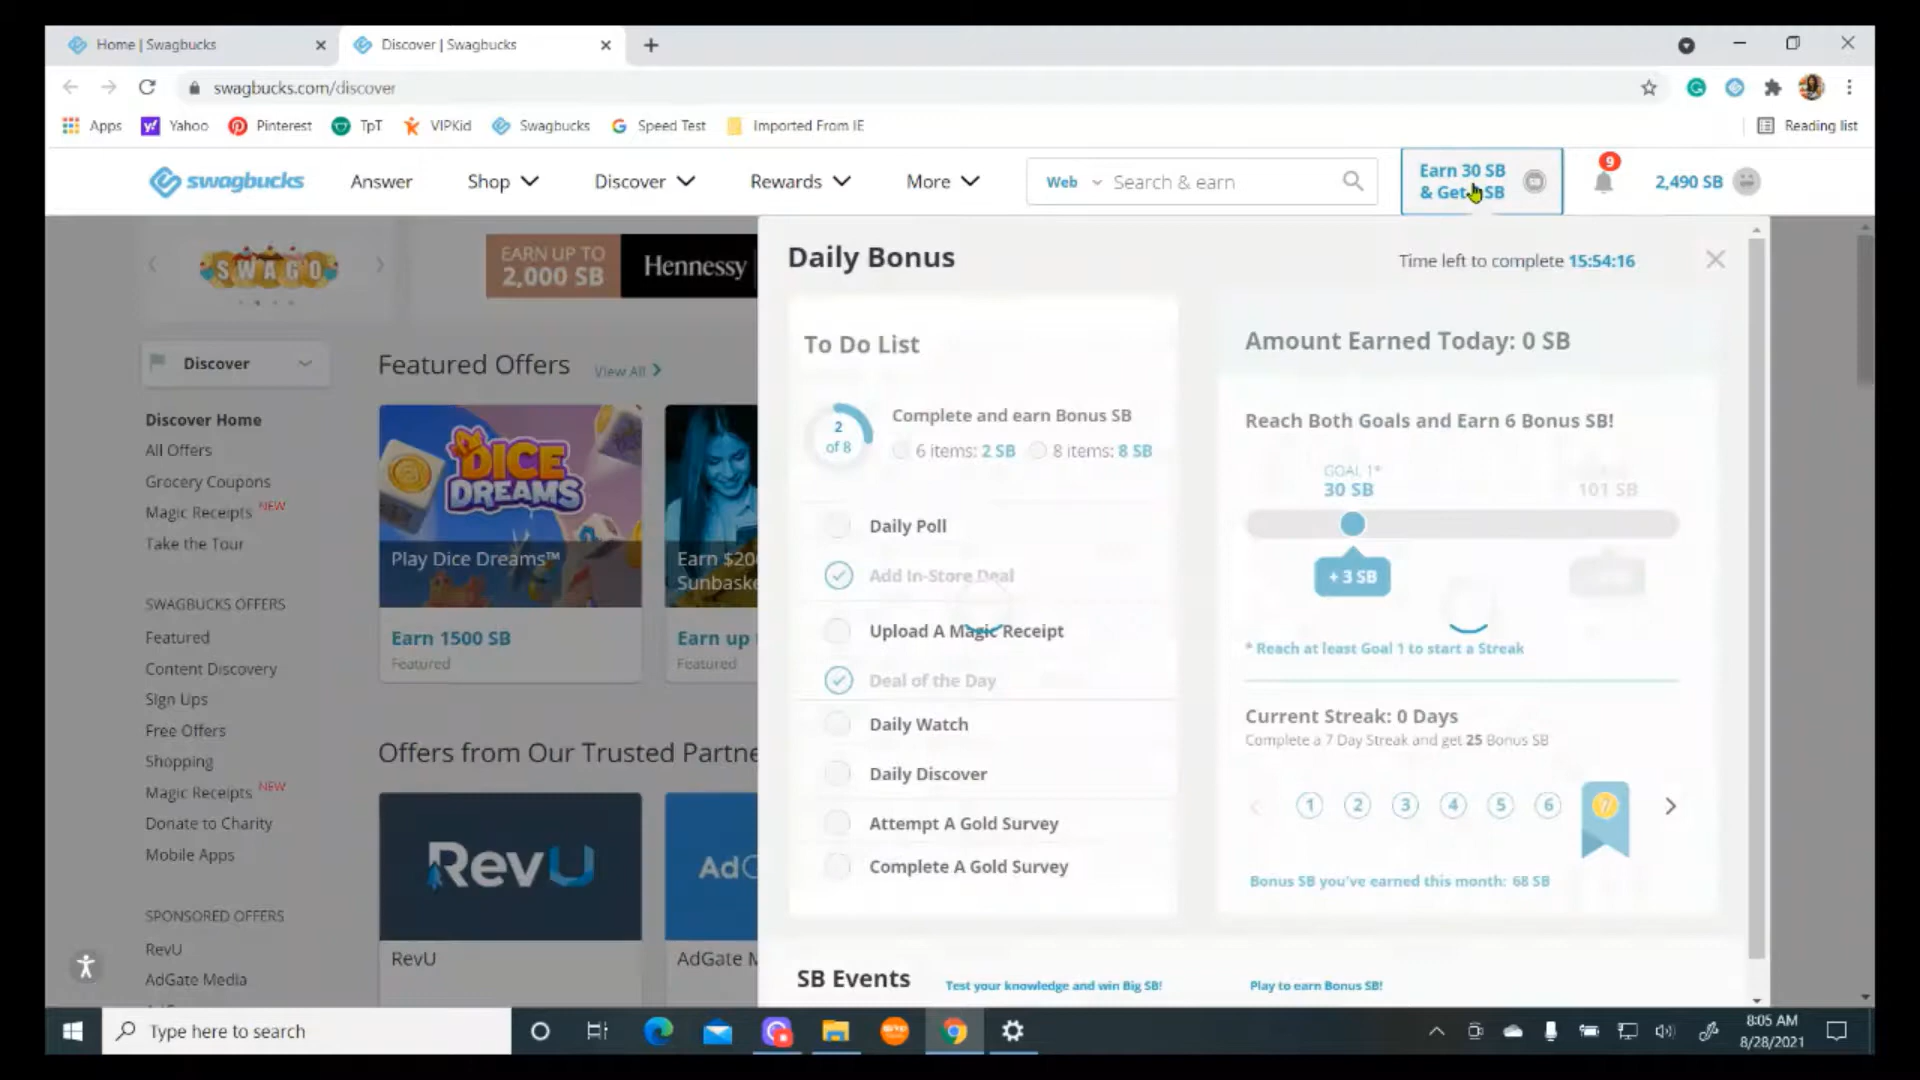 Home | Swagbucks
Discover | Swagbucks
swagbucks.com/discover
Apps
Yahoo
Pinterest
TpT
VIPKid
Swagbucks
Speed Test
Imported From IE
Reading list
swagbucks
Answer
Shop
Discover
Rewards
More
Web
Search & earn
Earn 30 SB
& Get SB
9
2,490 SB
SWAGO
EARN UP TO
2,000 SB
Hennessy
Discover
Discover Home
All Offers
Grocery Coupons
Magic Receipts NEW
Take the Tour
SWAGBUCKS OFFERS
Featured
Content Discovery
Sign Ups
Free Offers
Shopping
Magic Receipts NEW
Donate to Charity
Mobile Apps
SPONSORED OFFERS
RevU
AdGate Media
Featured Offers
View All
DICE
DREAMS
Play Dice Dreams™
Earn 1500 SB
Featured
Earn $20
Sunbaske
Earn up
Featured
Offers from Our Trusted Partne
RevU
RevU
AdG
AdGate M
Daily Bonus
Time left to complete 15:54:16
To Do List
2
of 8
Complete and earn Bonus SB
6 items: 2 SB
8 items: 8 SB
Daily Poll
Add In-Store Deal
Upload A Magic Receipt
Deal of the Day
Daily Watch
Daily Discover
Attempt A Gold Survey
Complete A Gold Survey
Amount Earned Today: 0 SB
Reach Both Goals and Earn 6 Bonus SB!
GOAL 1*
30 SB
101 SB
+ 3 SB
* Reach at least Goal 1 to start a Streak
Current Streak: 0 Days
Complete a 7 Day Streak and get 25 Bonus SB
1 2 3 4 5 6 7
Bonus SB you've earned this month: 68 SB
SB Events
Test your knowledge and win Big SB!
Play to earn Bonus SB!
Type here to search
8:05 AM
8/28/2021